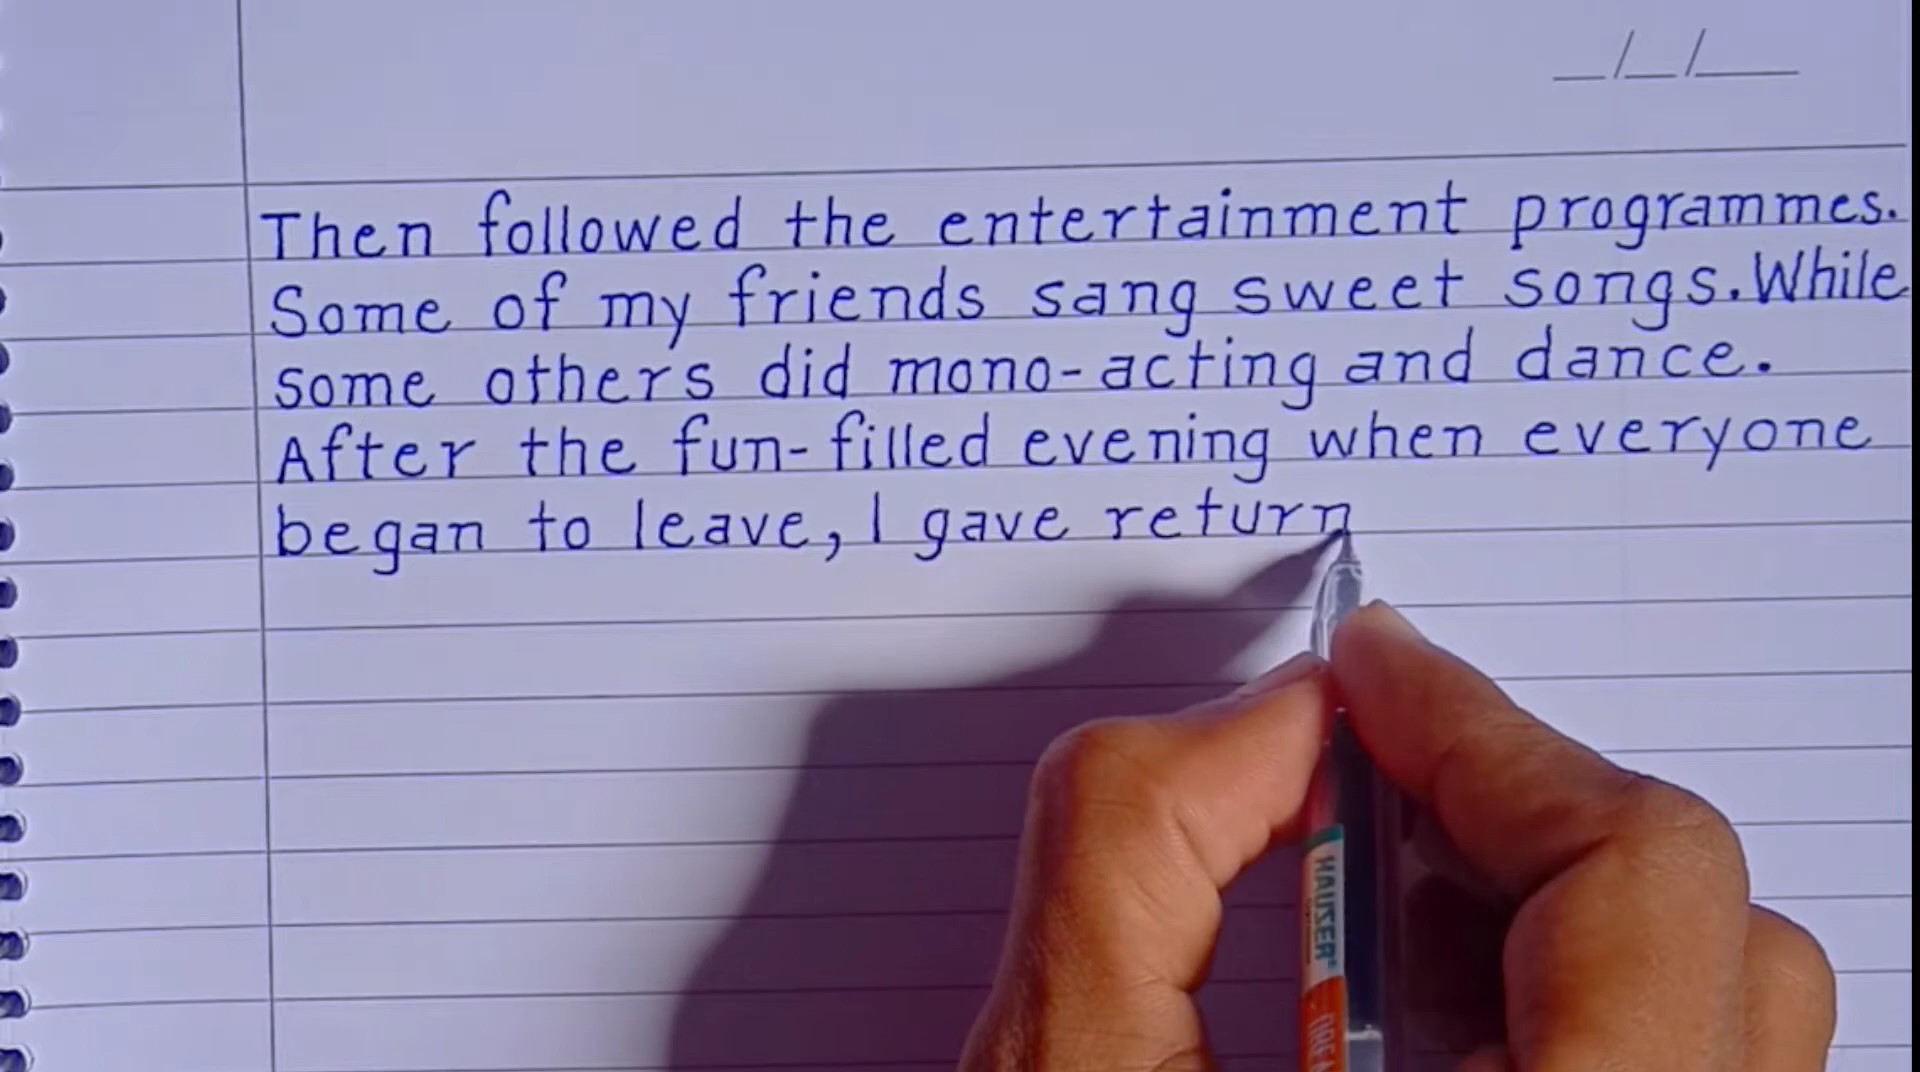 Then followed the entertainment programmes.
Some of my friends sang sweet songs. While
some others did mono-acting and dance.
After the fun-filled evening when everyone
began to leave, I gave return
HAUSER